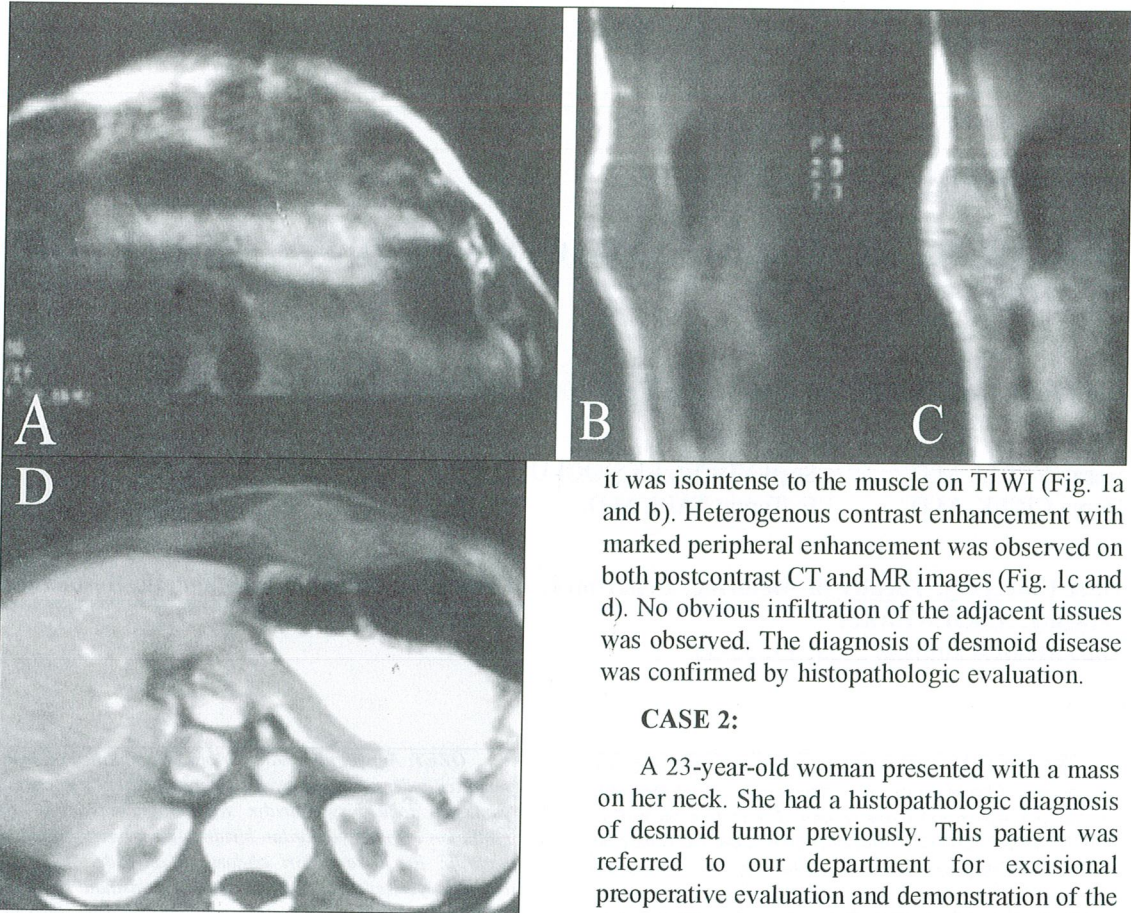 A
B
C
P A
2 9
7 3
D
it was isointense to the muscle on T1WI (Fig. 1a
and b). Heterogenous contrast enhancement with
marked peripheral enhancement was observed on
both postcontrast CT and MR images (Fig. 1c and
d). No obvious infiltration of the adjacent tissues
was observed. The diagnosis of desmoid disease
was confirmed by histopathologic evaluation.
CASE 2:
A 23-year-old woman presented with a mass
on her neck. She had a histopathologic diagnosis
of desmoid tumor previously. This patient was
referred to our department for excisional
preoperative evaluation and demonstration of the